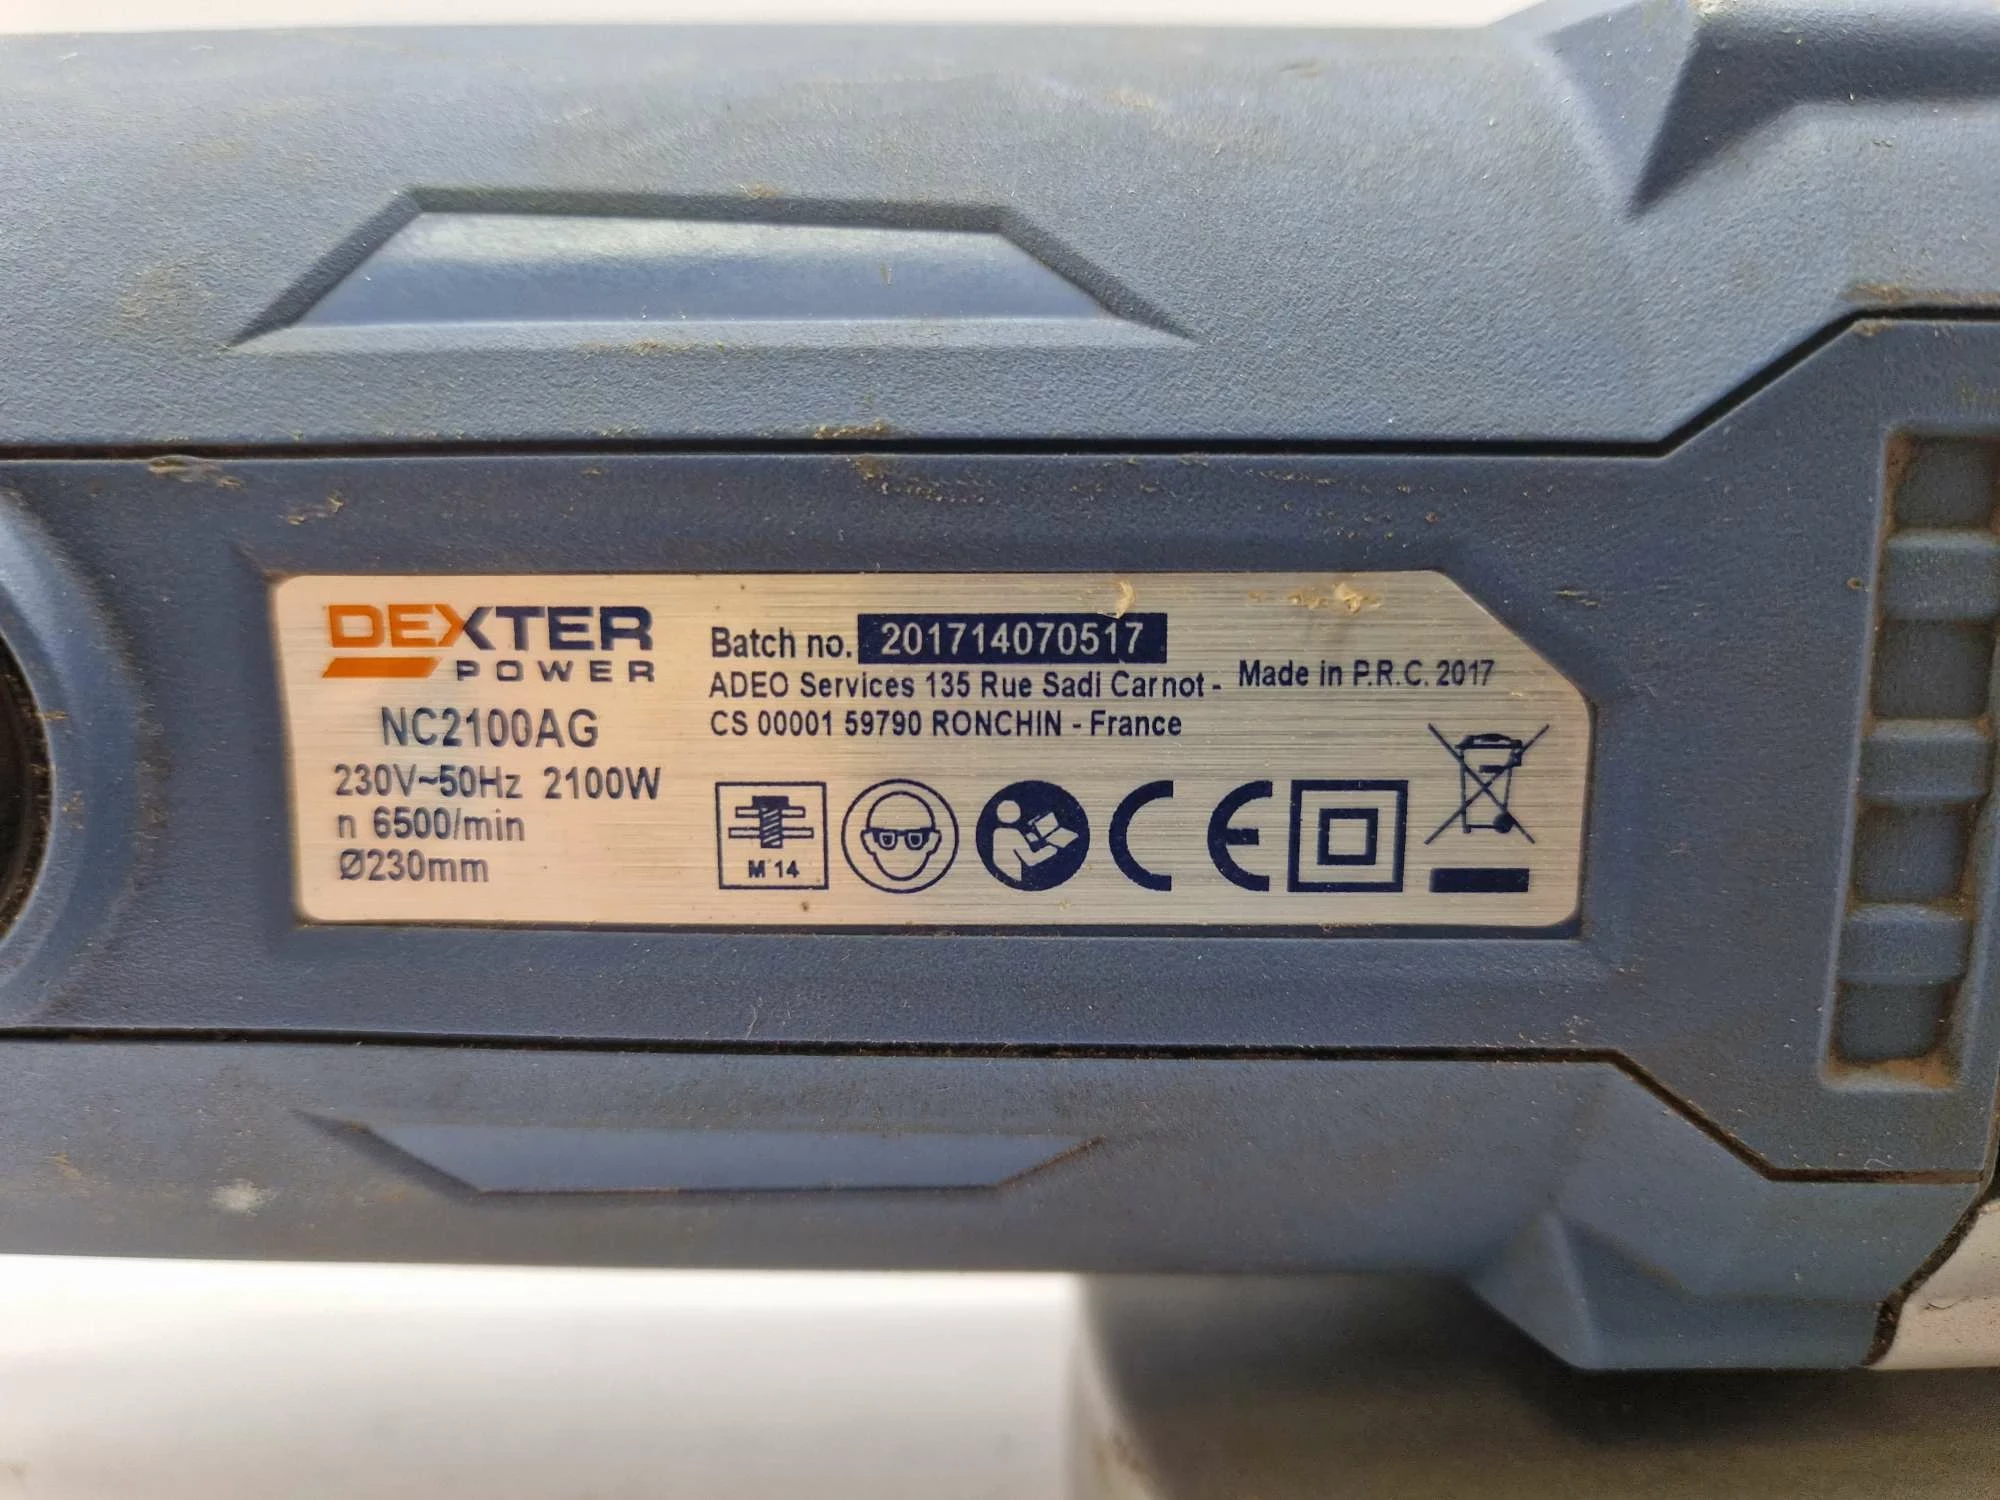 DEXTER
POWER
NC2100AG
230V~50Hz 2100W
n 6500/min
Ø230mm
Batch no. 201714070517
ADEO Services 135 Rue Sadi Carnot -
CS 00001 59790 RONCHIN - France
Made in P.R.C. 2017
M 14
CE